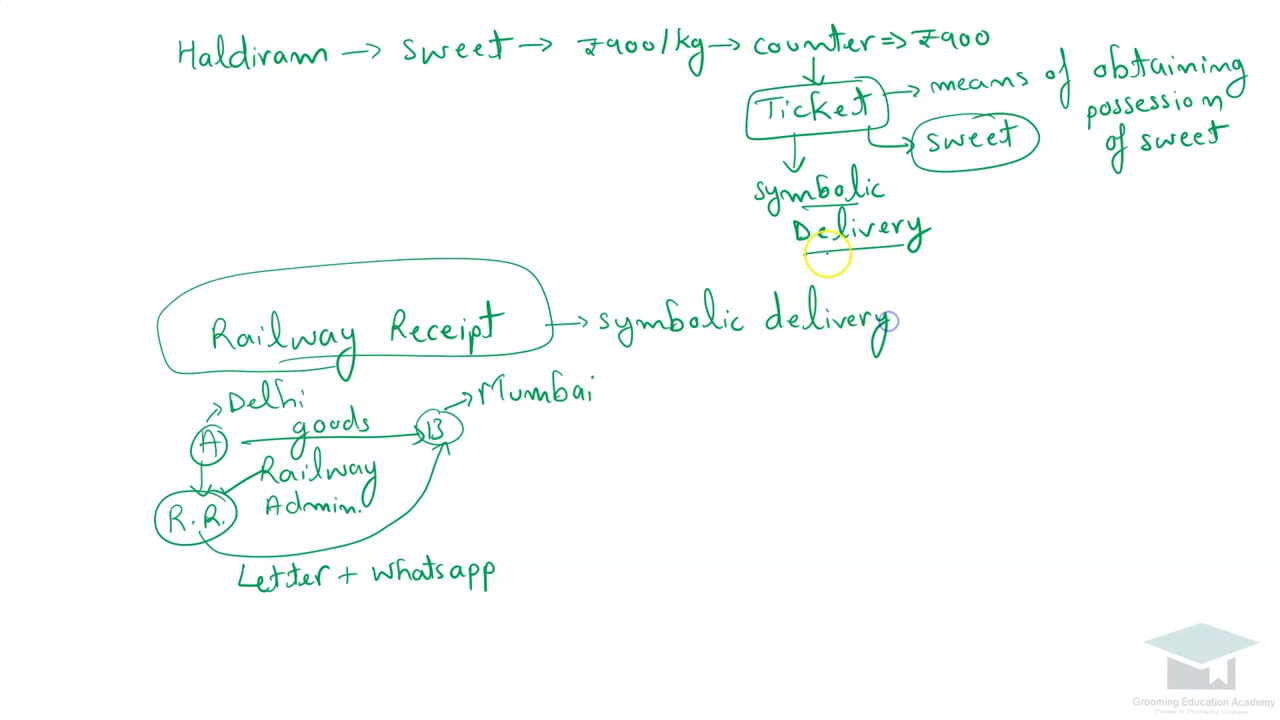 Haldiram → sweet → ₹900/kg → counter ⇒ ₹900
Ticket → means of obtaining
possession
of sweet
sweet
symbolic
Delivery
Railway Receipt → symbolic delivery
Delhi
Mumbai
A goods B
Railway
Admin.
R.R.
Letter + whatsapp
Grooming Education Academy